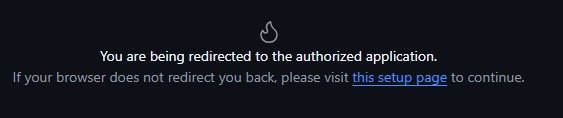 You are being redirected to the authorized application.
If your browser does not redirect you back, please visit this setup page to continue.